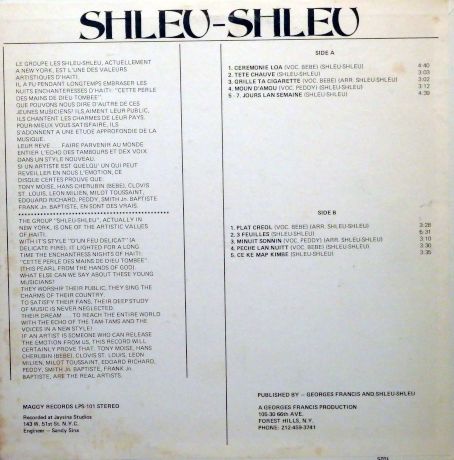 SHLEU-SHLEU
LE GROUPE LES SHLEU-SHLEU, ACTUELLEMENT
A NEW YORK, EST L'UNE DES VALEURS
ARTISTIQUES D'HAITI.
IL A FU PENDANT LONGTEMPS EMBRASER LES
NUITS ENCHANTERESSES D'HAITI: "CETTE PERLE
DES MAINS DE DIEU TOMBEE".
QUE POUVONS NOUS DIRE D'AUTRE DE CES
JEUNES MUSICIENS! ILS AIMENT LEUR PUBLIC,
ILS CHANTENT LES CHARMES DE LEUR PAYS.
POUR MIEUX VOUS SATISFAIRE, ILS
S'ADONNENT A UNE ETUDE APPROFONDIE DE LA
MUSIQUE.
LEUR REVE ... FAIRE PARVENIR AU MONDE
ENTIER L'ECHO DES TAMBOURS ET DEX VOIX
DANS UN STYLE NOUVEAU.
SI UN ARTISTE EST QUELQU' UN QUI PEUT
REVEILLER EN NOUS L'EMOTION, CE
DISQUE CERTES PROUVE QUE:
TONY MOISE, HANS CHERUBIN (BEBE), CLOVIS
ST. LOUIS, LEON MILIEN, MILOT TOUSSAINT,
EDOUARD RICHARD, PEDDY, SMITH Jr. BAPTISTE
FRANK Jr. BAPTISTE, EN SONT DES VRAIS.
THE GROUP "SHLEU-SHLEU", ACTUALLY IN
NEW YORK, IS ONE OF THE ARTISTIC VALUES
OF HAITI.
WITH IT'S STYLE "D'UN FEU DELICAT" (A
DELICATE FIRE), IT LIGHTED FOR A LONG
TIME THE ENCHANTRESS NIGHTS OF HAITI
"CETTE PERLE DES MAINS DE DIEU TOMBEE"
(THIS PEARL FROM THE HANDS OF GOD).
WHAT ELSE CAN WE SAY ABOUT THESE YOUNG
MUSICIANS!
THEY WORSHIP THEIR PUBLIC, THEY SING THE
CHARMS OF THEIR COUNTRY.
TO SATISFY THEIR FANS, THEIR DEEP STUDY
OF MUSIC IS NEVER NEGLECTED.
THEIR DREAM .... TO REACH THE ENTIRE WORLD
WITH THE ECHO OF THE TAM-TAMS AND THE
VOICES IN A NEW STYLE!
IF AN ARTIST IS SOMEONE WHO CAN RELEASE
THE EMOTION FROM US, THIS RECORD WILL
CERTAINLY PROVE THAT: TONY MOISE, HANS
CHERUBIN (BEBE), CLOVIS ST. LOUIS, LEON
MILIEN, MILOT TOUSSAINT, EDOARD RICHARD,
PEDDY, SMITH Jr. BAPTISTE, FRANK Jr.
BAPTISTE, ARE THE REAL ARTISTS.
MAGGY RECORDS LPS-101 STEREO
Recorded at Jaysina Studios
143 W. 51st St. N.Y.C.
Engineer - Sandy Sina
SIDE A
1. CEREMONIE LOA (VOC. BEBE) (SHLEU-SHLEU) 4:40
2. TETE CHAUVE (SHLEU-SHLEU) 3:03
3. GRILLE TA CIGARETTE (VOC. BEBE) (ARR. SHLEU-SHLEU) 3:02
4. MOUN D'AMOU (VOC. PEDDY) (SHLEU-SHLEU) 3:12
5. - 7. JOURS LAN SEMAINE (SHLEU-SHLEU) 4:39
SIDE B
1. PLAT CREOL (VOC. BEBE) (ARR. SHLEU-SHLEU) 3:28
2. 3 FEUILLES (SHLEU-SHLEU) 6:31
3. MINUIT SONNIN (VOC. PEDDY) (ARR. SHLEU-SHLEU) 3:10
4. PECHE LAN NUITT (VOC. BEBE) (SHLEU-SHLEU) 3:30
5. CE KE MAP KIMBE (SHLEU-SHLEU) 3:35
PUBLISHED BY - GEORGES FRANCIS AND SHLEU-SHLEU
A GEORGES FRANCIS PRODUCTION
105-30 66th AVE.
FOREST HILLS, N.Y.
PHONE: 212-459-3741